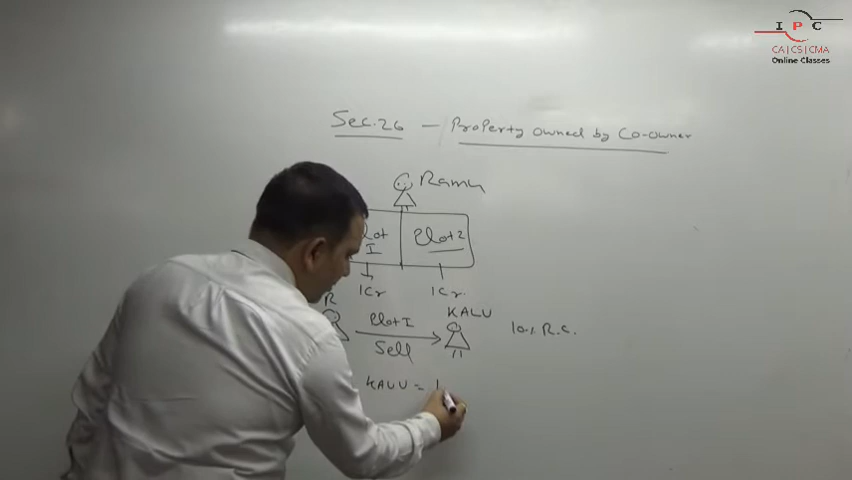 I P C
CA|CS|CMA
Online Classes
Sec.26 – Property owned by Co-owner
Ramu
Plot 2
I
1Cr 1Cr.
R Plot I KALU 10% R.C.
Sell
KALU = 1